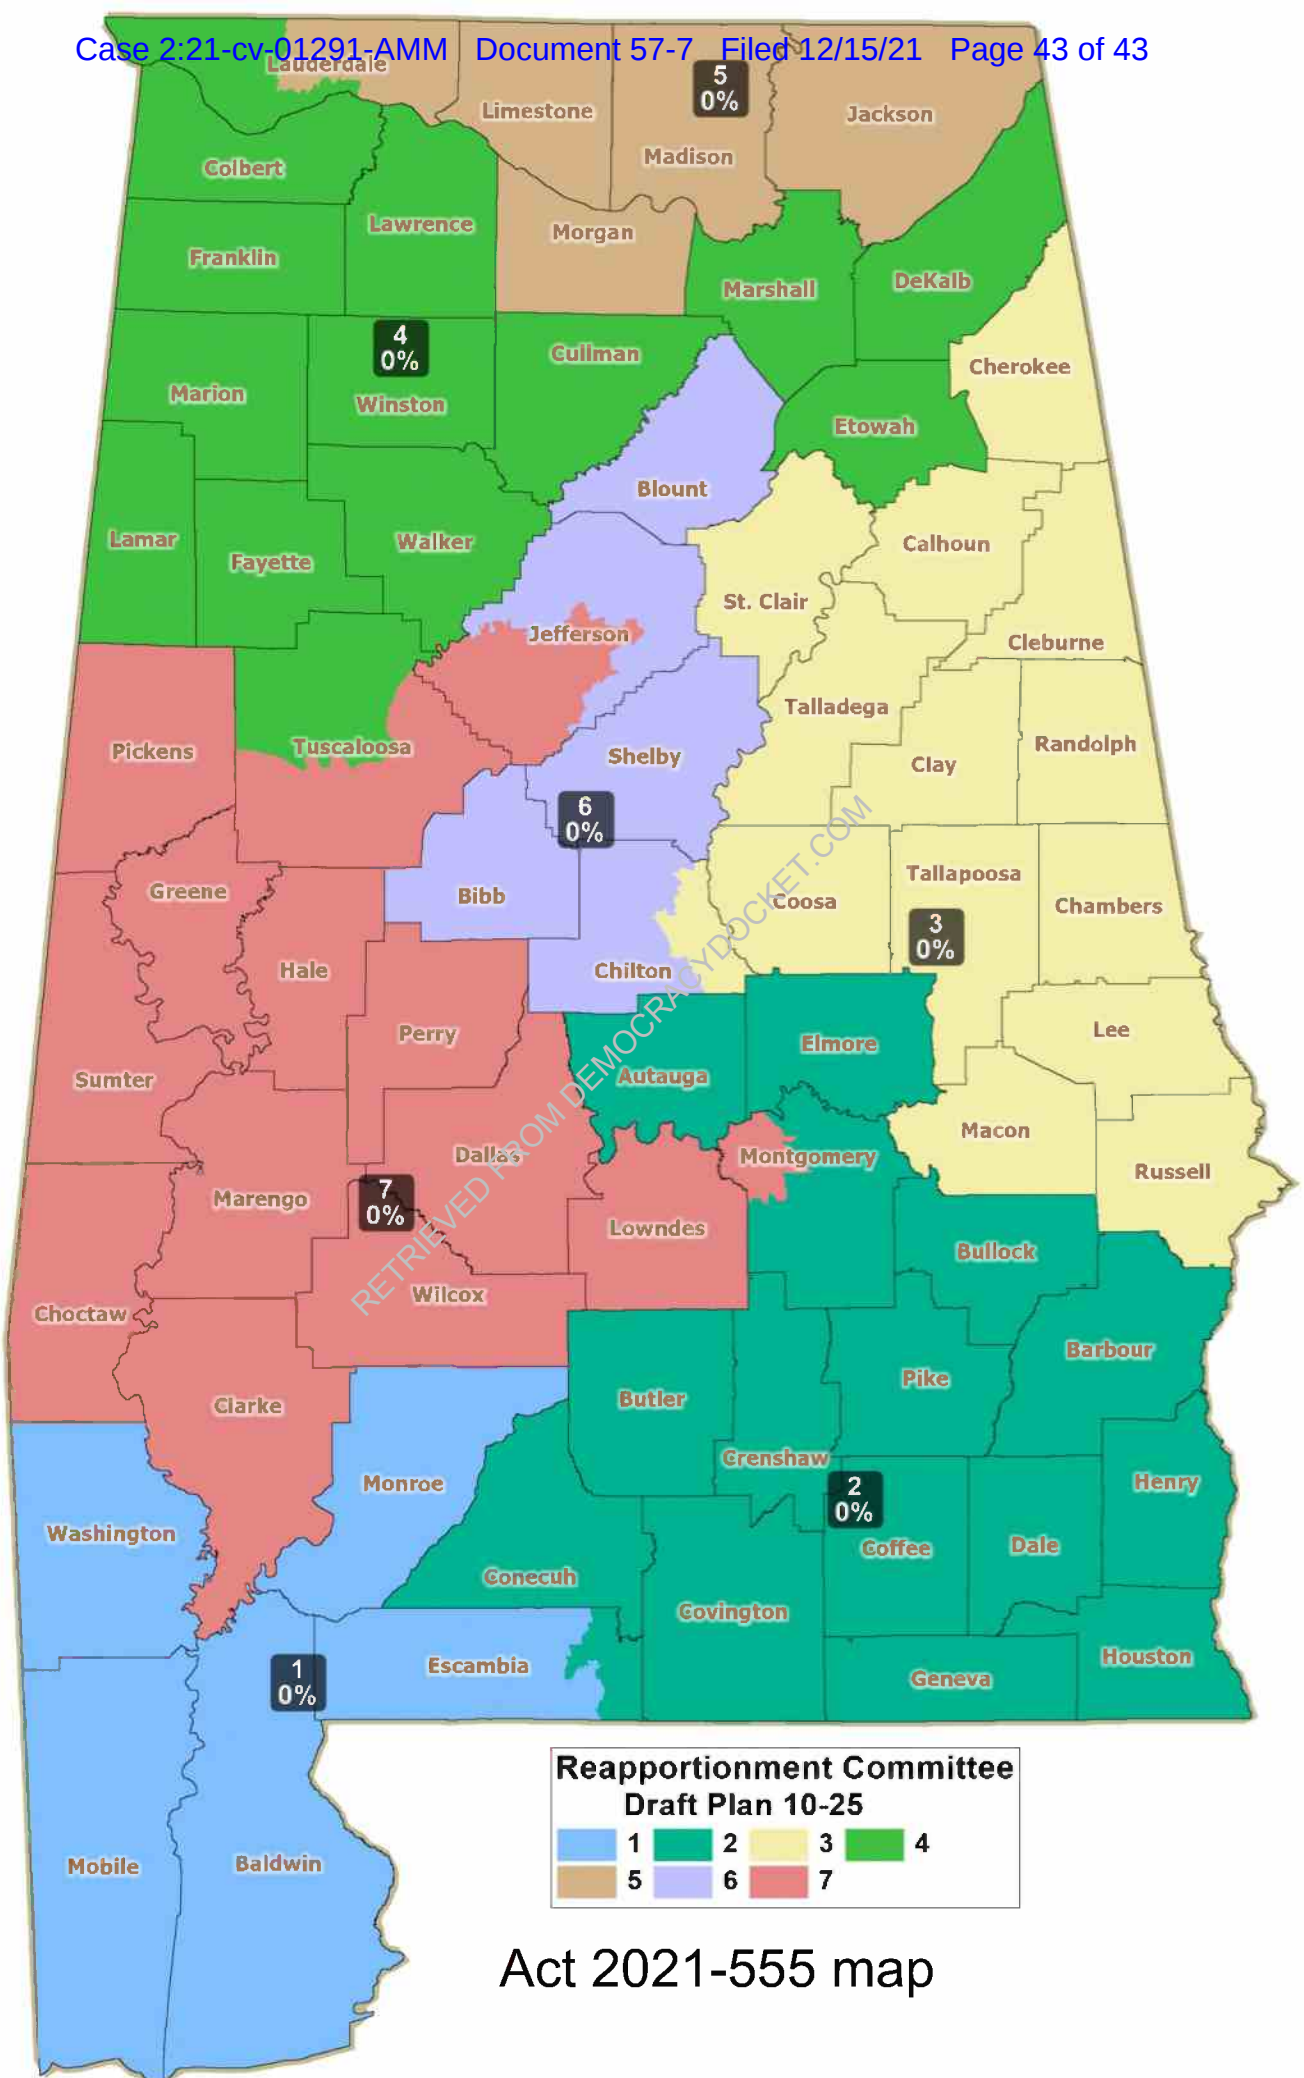 Case 2:21-cv-01291-AMM Document 57-7 Filed 12/15/21 Page 43 of 43
Lauderdale
5
0%
Limestone
Jackson
Madison
Colbert
Lawrence
Morgan
Franklin
DeKalb
Marshall
4
0%
Cullman
Cherokee
Marion
Winston
Etowah
Blount
Lamar
Walker
Calhoun
Fayette
St. Clair
Jefferson
Cleburne
Talladega
Tuscaloosa
Pickens
Shelby
Randolph
Clay
6
0%
Tallapoosa
Greene
Bibb
Coosa
Chambers
3
0%
Hale
Chilton
Perry
Lee
Elmore
Autauga
Sumter
Macon
Dallas
Montgomery
Russell
Marengo
7
0%
Lowndes
Bullock
Wilcox
Choctaw
Barbour
Pike
Butler
Clarke
Crenshaw
Monroe
Henry
2
0%
Washington
Coffee
Dale
Conecuh
Covington
Escambia
Houston
Geneva
1
0%
Mobile
Baldwin
RETRIEVED FROM DEMOCRACYDOCKET.COM
Reapportionment Committee
Draft Plan 10-25
1 2 3 4
5 6 7
Act 2021-555 map